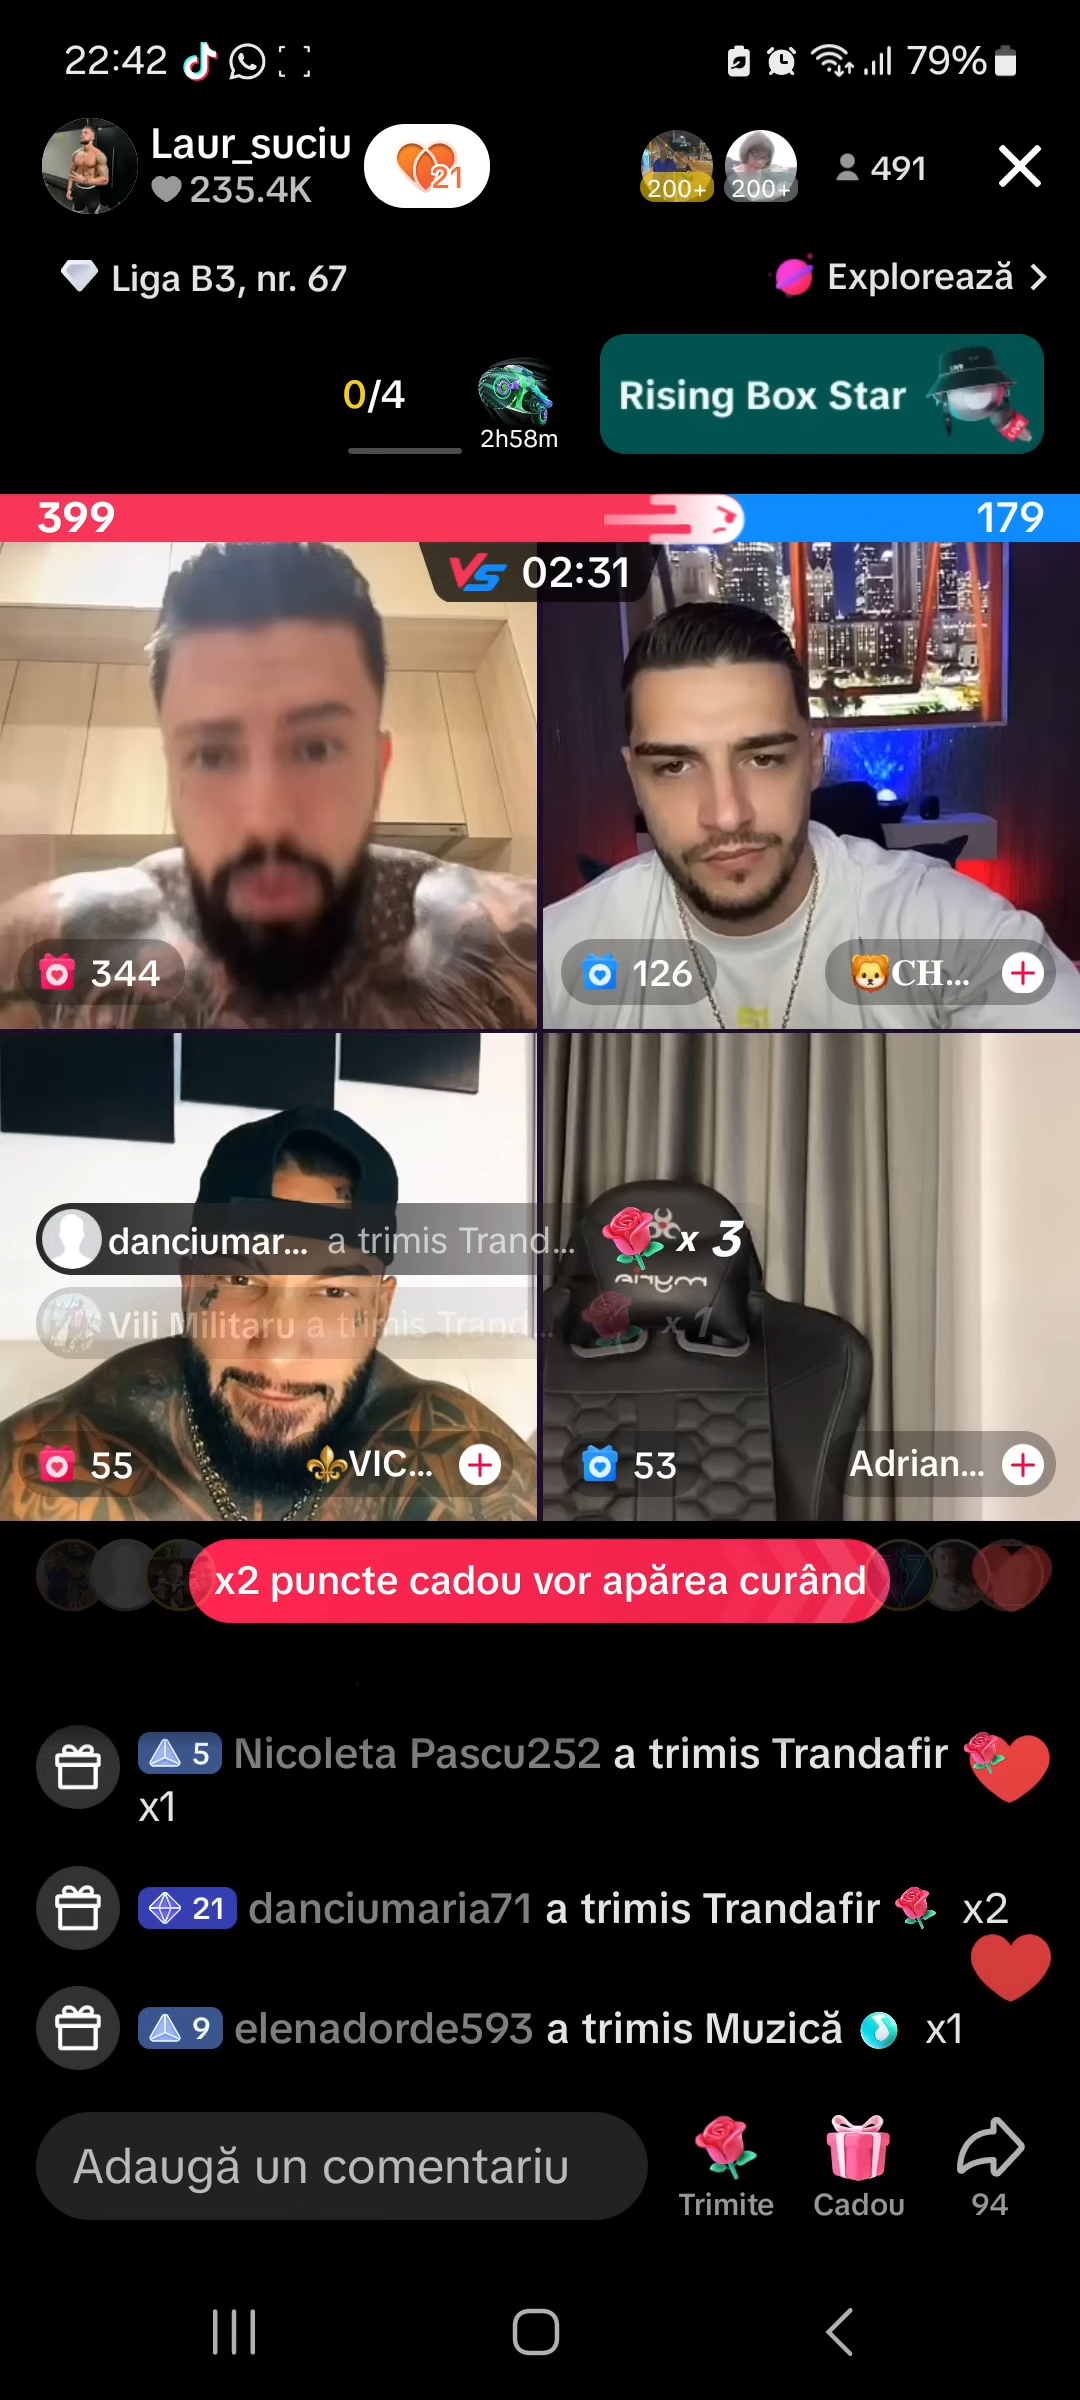 22:42
79%
Laur_suciu
235.4K
21
200+
200+
491
Liga B3, nr. 67
Explorează
0/4
2h58m
Rising Box Star
LIVE
399
179
VS 02:31
344
126
CH...
danciumar... a trimis Trand... x 3
Vili Militaru a trimis Trand... x 1
55
VIC...
53
Adrian...
x2 puncte cadou vor apărea curând
5 Nicoleta Pascu252 a trimis Trandafir
x1
21 danciumaria71 a trimis Trandafir x2
9 elenadorde593 a trimis Muzică x1
Adaugă un comentariu
Trimite
Cadou
94